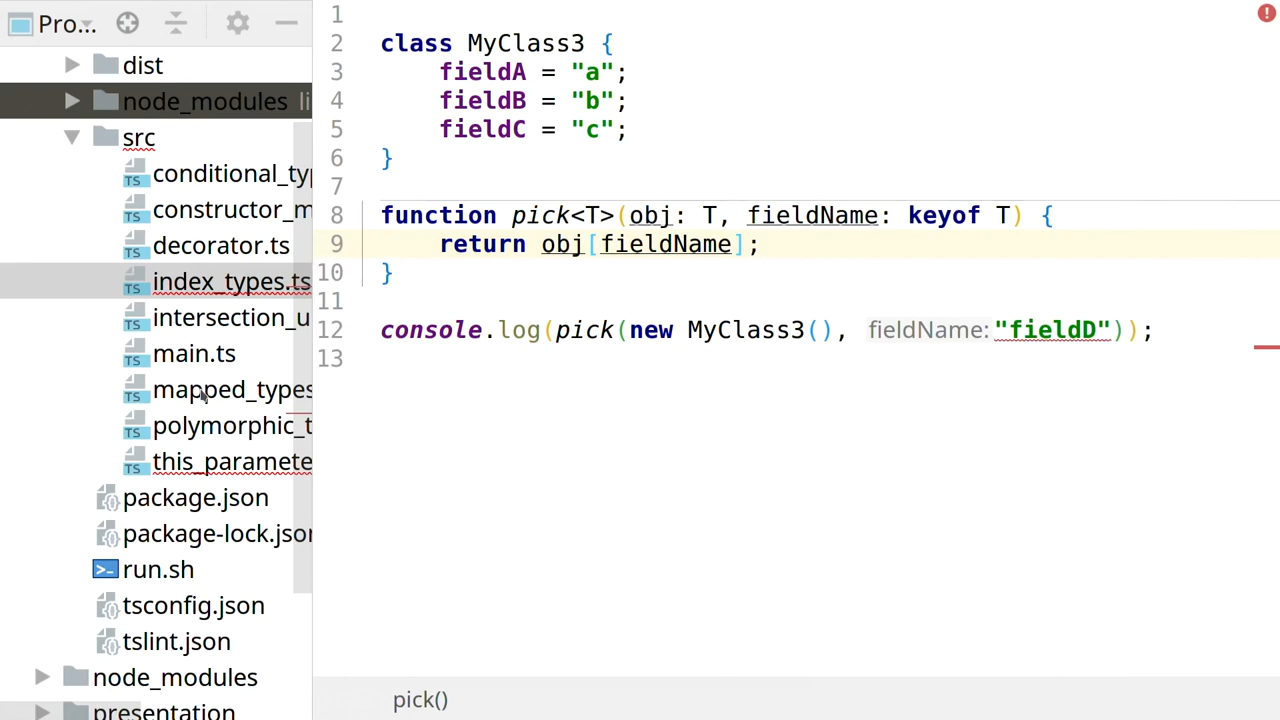 Pro...
dist
node_modules li
src
conditional_typ
constructor_m
decorator.ts
index_types.ts
intersection_u
main.ts
mapped_types
polymorphic_t
this_paramete
package.json
package-lock.json
run.sh
tsconfig.json
tslint.json
node_modules
presentation
1
2 class MyClass3 {
3 fieldA = "a";
4 fieldB = "b";
5 fieldC = "c";
6 }
7
8 function pick<T>(obj: T, fieldName: keyof T) {
9 return obj[fieldName];
10 }
11
12 console.log(pick(new MyClass3(), fieldName: "fieldD"));
13
pick()